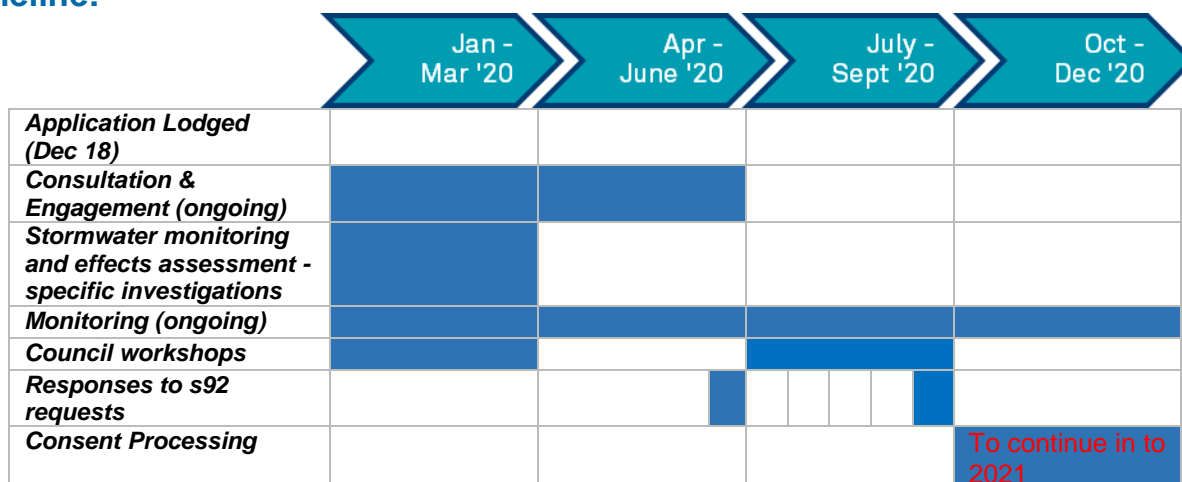 Jan - Apr - July - Oct -
Mar '20 June '20 Sept '20 Dec '20
Application Lodged
(Dec 18)
Consultation &
Engagement (ongoing)
Stormwater monitoring
and effects assessment -
specific investigations
Monitoring (ongoing)
Council workshops
Responses to s92
requests
Consent Processing
To continue in to
2021